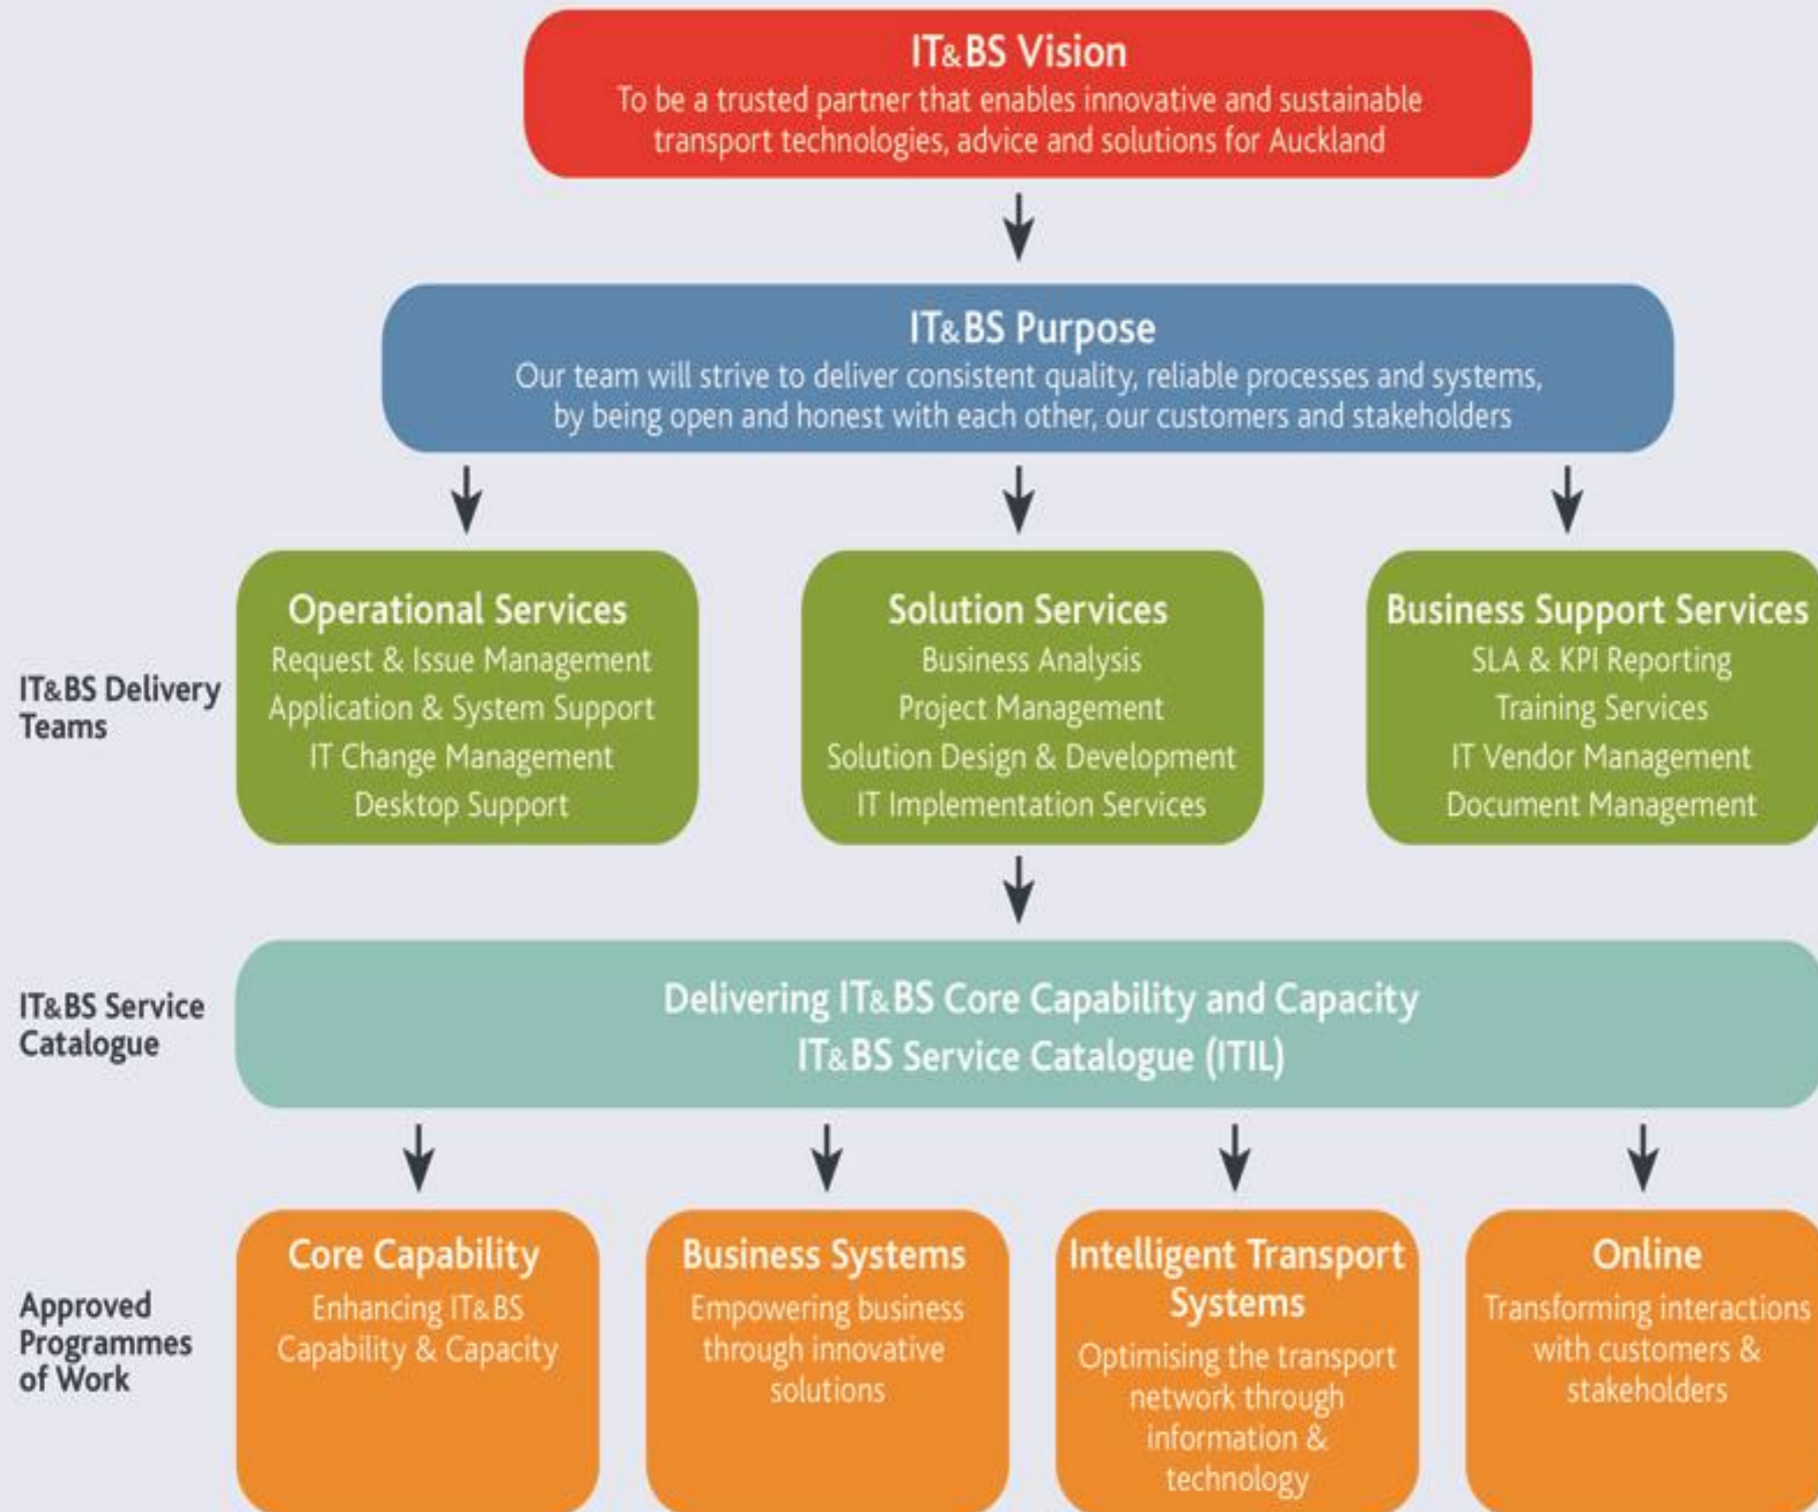 IT&BS Vision
To be a trusted partner that enables innovative and sustainable
transport technologies, advice and solutions for Auckland
IT&BS Purpose
Our team will strive to deliver consistent quality, reliable processes and systems,
by being open and honest with each other, our customers and stakeholders
IT&BS Delivery
Teams
Operational Services
Request & Issue Management
Application & System Support
IT Change Management
Desktop Support
Solution Services
Business Analysis
Project Management
Solution Design & Development
IT Implementation Services
Business Support Services
SLA & KPI Reporting
Training Services
IT Vendor Management
Document Management
IT&BS Service
Catalogue
Delivering IT&BS Core Capability and Capacity
IT&BS Service Catalogue (ITIL)
Approved
Programmes
of Work
Core Capability
Enhancing IT&BS
Capability & Capacity
Business Systems
Empowering business
through innovative
solutions
Intelligent Transport
Systems
Optimising the transport
network through
information &
technology
Online
Transforming interactions
with customers &
stakeholders